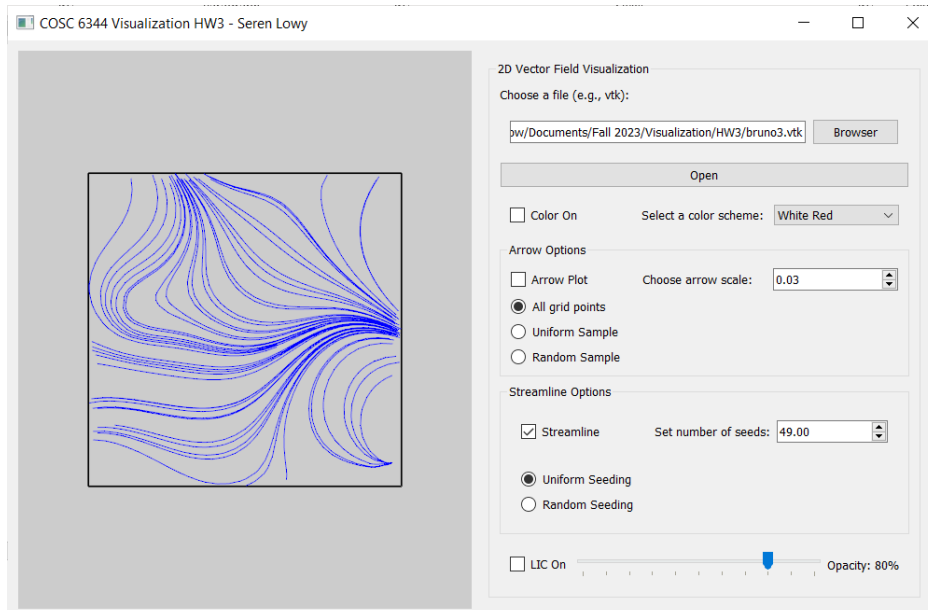 COSC 6344 Visualization HW3 - Seren Lowy
2D Vector Field Visualization
Choose a file (e.g., vtk):
ow/Documents/Fall 2023/Visualization/HW3/bruno3.vtk Browser
Open
Color On Select a color scheme: White Red
Arrow Options
Arrow Plot Choose arrow scale: 0.03
All grid points
Uniform Sample
Random Sample
Streamline Options
Streamline Set number of seeds: 49.00
Uniform Seeding
Random Seeding
LIC On Opacity: 80%